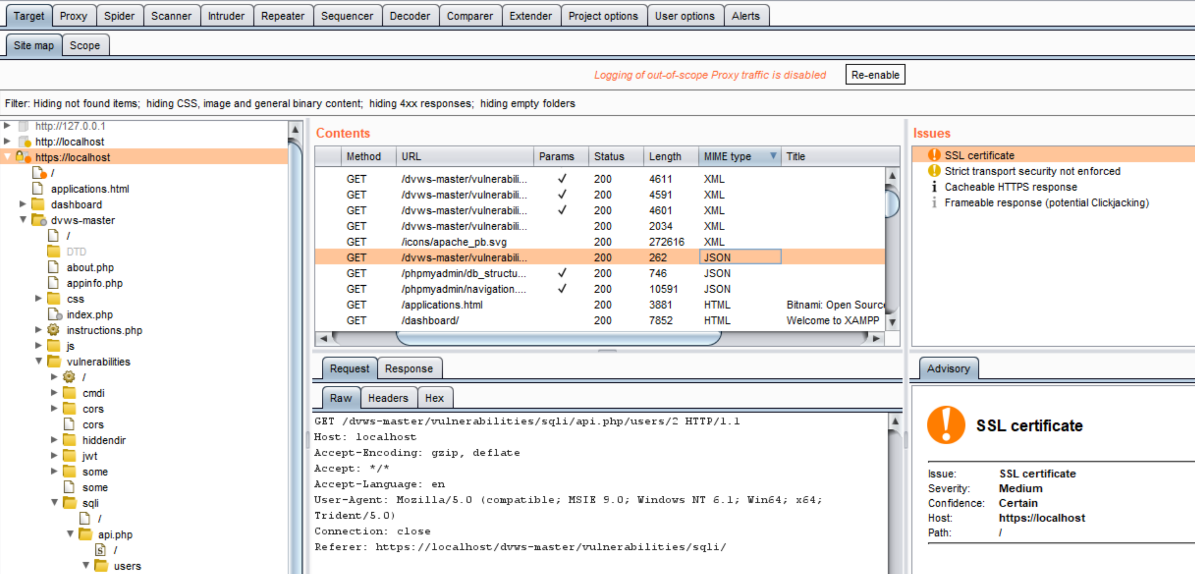 Target Proxy Spider Scanner Intruder Repeater Sequencer Decoder Comparer Extender Project options User options Alerts
Site map Scope
Logging of out-of-scope Proxy traffic is disabled Re-enable
Filter: Hiding not found items; hiding CSS, image and general binary content; hiding 4xx responses; hiding empty folders
http://127.0.0.1
http://localhost
https://localhost
/
applications.html
dashboard
dvws-master
/
DTD
about.php
appinfo.php
css
index.php
instructions.php
js
vulnerabilities
/
cmdi
cors
cors
hiddendir
jwt
some
some
sqli
/
api.php
/
users
Contents
Method URL Params Status Length MIME type Title
GET /dvws-master/vulnerabili... ✓ 200 4611 XML
GET /dvws-master/vulnerabili... ✓ 200 4591 XML
GET /dvws-master/vulnerabili... ✓ 200 4601 XML
GET /dvws-master/vulnerabili... 200 2034 XML
GET /icons/apache_pb.svg 200 272616 XML
GET /dvws-master/vulnerabili... 200 262 JSON
GET /phpmyadmin/db_structu... ✓ 200 746 JSON
GET /phpmyadmin/navigation.... ✓ 200 10591 JSON
GET /applications.html 200 3881 HTML Bitnami: Open Source
GET /dashboard/ 200 7852 HTML Welcome to XAMPP
Request Response
Raw Headers Hex
GET /dvws-master/vulnerabilities/sqli/api.php/users/2 HTTP/1.1
Host: localhost
Accept-Encoding: gzip, deflate
Accept: */*
Accept-Language: en
User-Agent: Mozilla/5.0 (compatible; MSIE 9.0; Windows NT 6.1; Win64; x64;
Trident/5.0)
Connection: close
Referer: https://localhost/dvws-master/vulnerabilities/sqli/
Issues
SSL certificate
Strict transport security not enforced
Cacheable HTTPS response
Frameable response (potential Clickjacking)
Advisory
SSL certificate
Issue: SSL certificate
Severity: Medium
Confidence: Certain
Host: https://localhost
Path: /